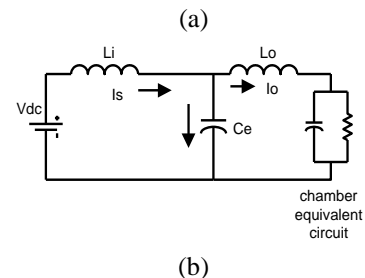 (a)
Li
Lo
Is
Io
Vdc
Ce
chamber
equivalent
circuit
(b)